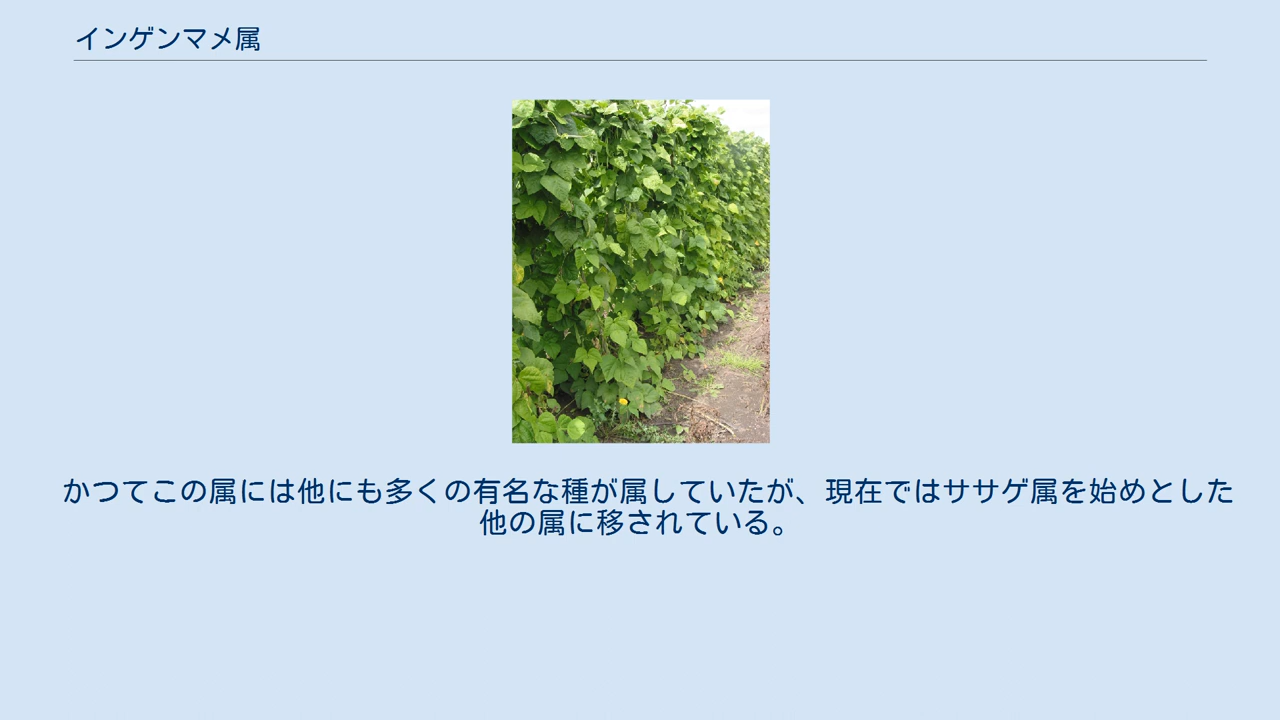 インゲンマメ属
かつてこの属には他にも多くの有名な種が属していたが、現在ではササゲ属を始めとした
他の属に移されている。